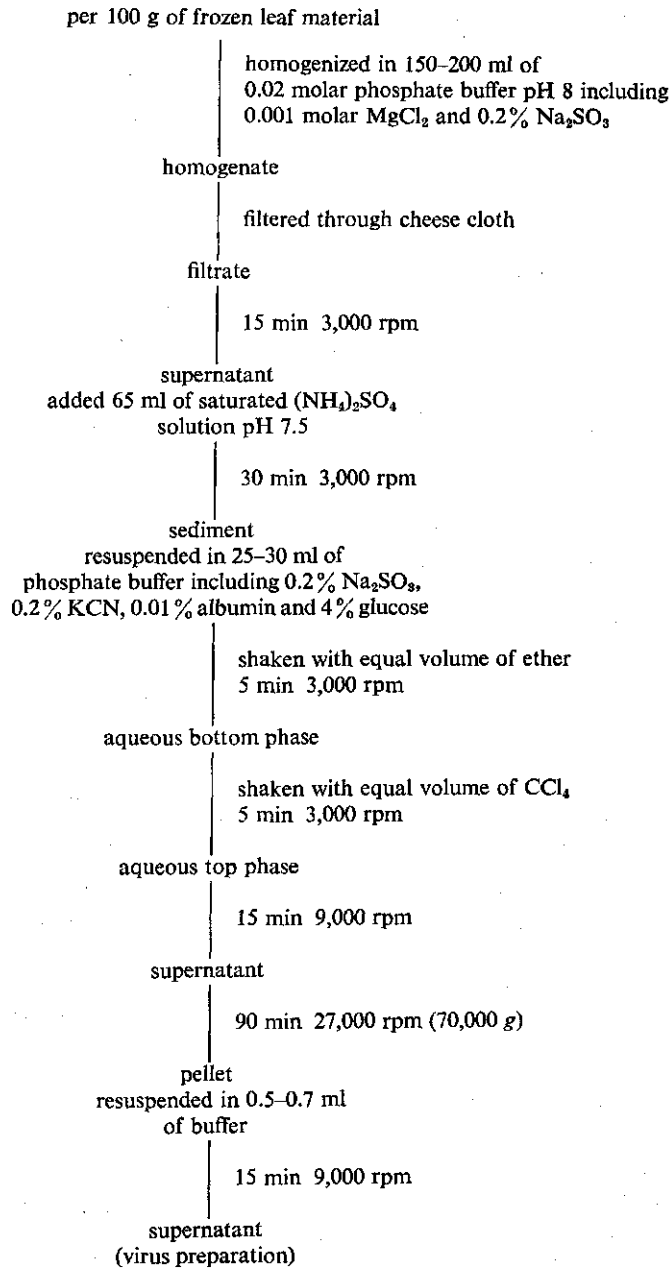 per 100 g of frozen leaf material
homogenized in 150–200 ml of
0.02 molar phosphate buffer pH 8 including
0.001 molar MgCl₂ and 0.2% Na₂SO₃
homogenate
filtered through cheese cloth
filtrate
15 min 3,000 rpm
supernatant
added 65 ml of saturated (NH₄)₂SO₄
solution pH 7.5
30 min 3,000 rpm
sediment
resuspended in 25–30 ml of
phosphate buffer including 0.2% Na₂SO₃,
0.2% KCN, 0.01% albumin and 4% glucose
shaken with equal volume of ether
5 min 3,000 rpm
aqueous bottom phase
shaken with equal volume of CCl₄
5 min 3,000 rpm
aqueous top phase
15 min 9,000 rpm
supernatant
90 min 27,000 rpm (70,000 g)
pellet
resuspended in 0.5–0.7 ml
of buffer
15 min 9,000 rpm
supernatant
(virus preparation)